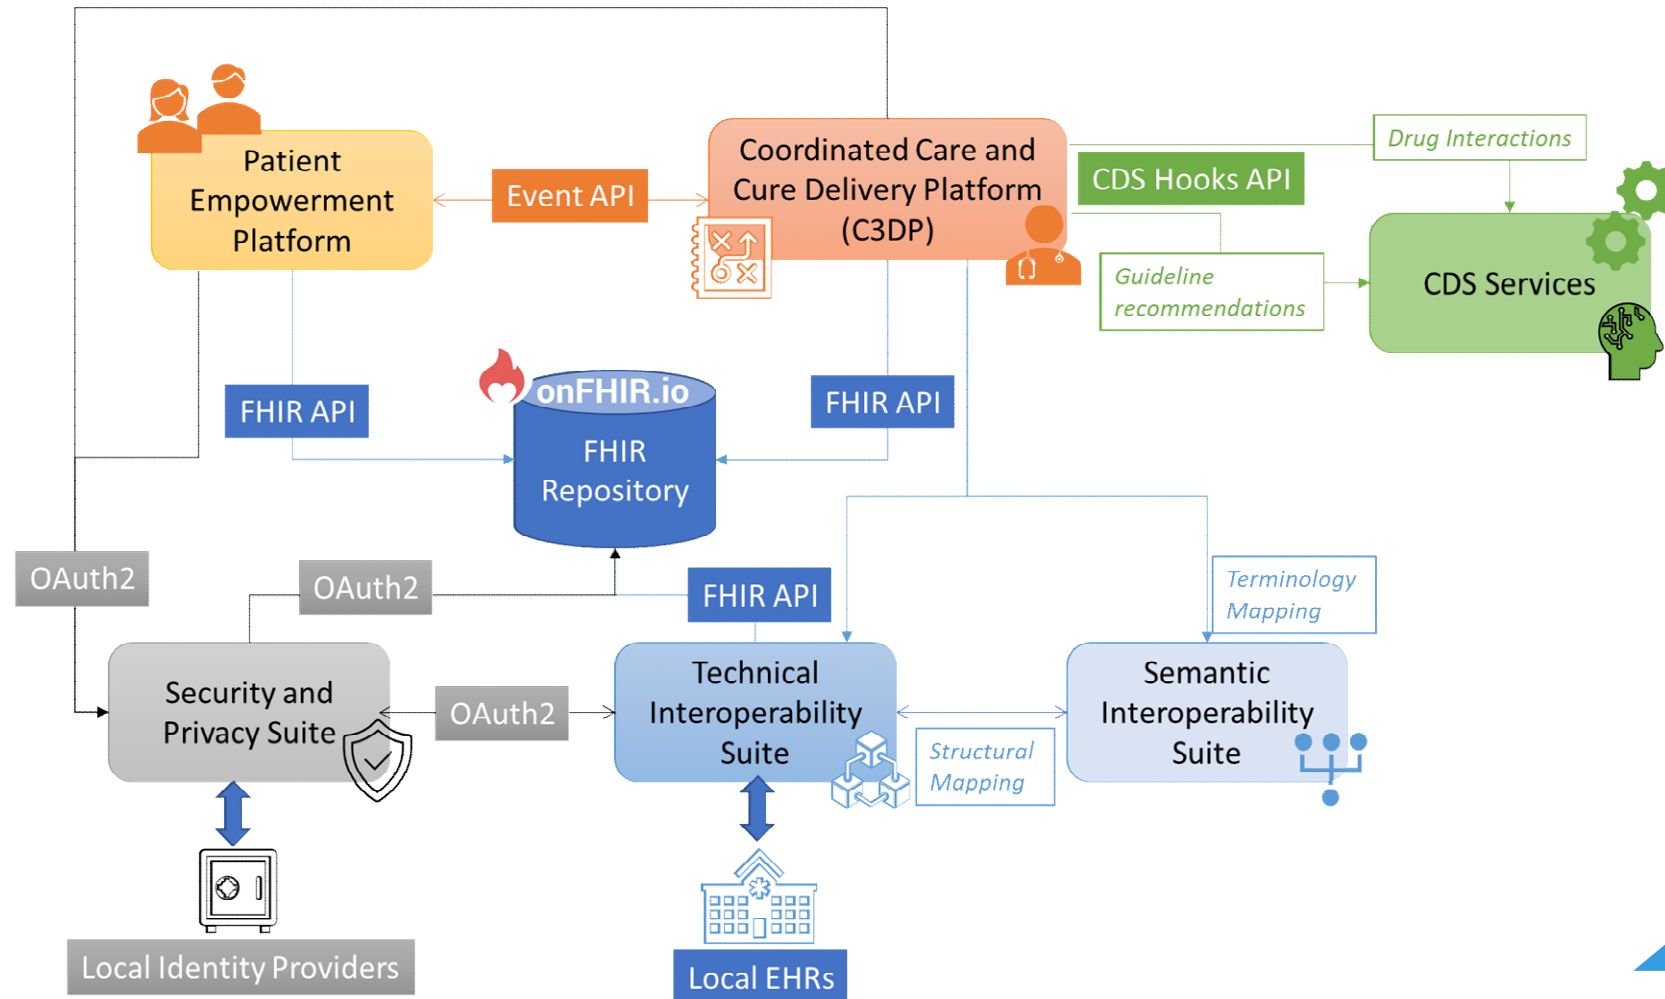 Patient
Empowerment
Platform
Event API
Coordinated Care and
Cure Delivery Platform
(C3DP)
Drug Interactions
CDS Hooks API
Guideline
recommendations
CDS Services
FHIR API
onFHIR.io
FHIR
Repository
FHIR API
OAuth2
OAuth2
FHIR API
Terminology
Mapping
Security and
Privacy Suite
OAuth2
Technical
Interoperability
Suite
Structural
Mapping
Semantic
Interoperability
Suite
Local Identity Providers
Local EHRs